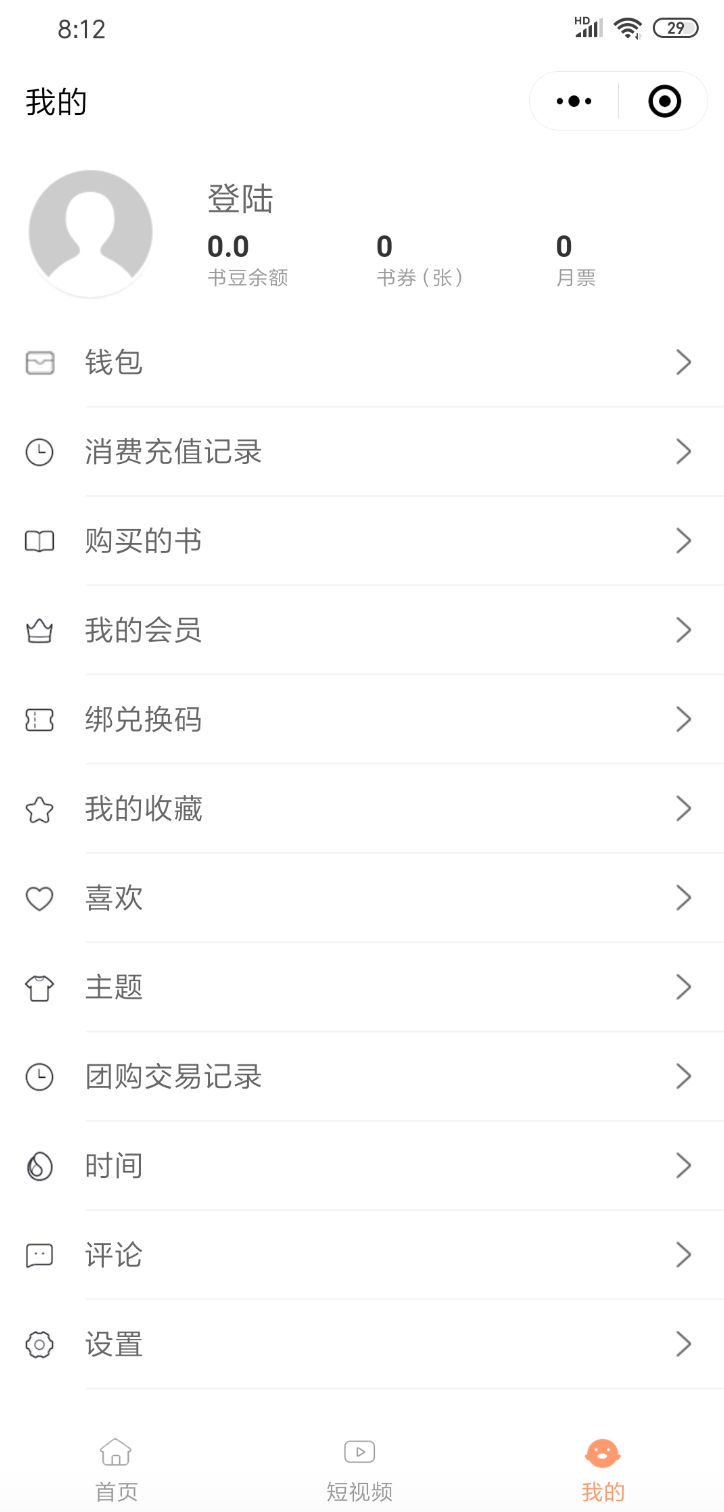 8:12
HD
29
我的
登陆
0.0 0 0
书豆余额 书券(张) 月票
钱包
消费充值记录
购买的书
我的会员
绑兑换码
我的收藏
喜欢
主题
团购交易记录
时间
评论
设置
首页 短视频 我的